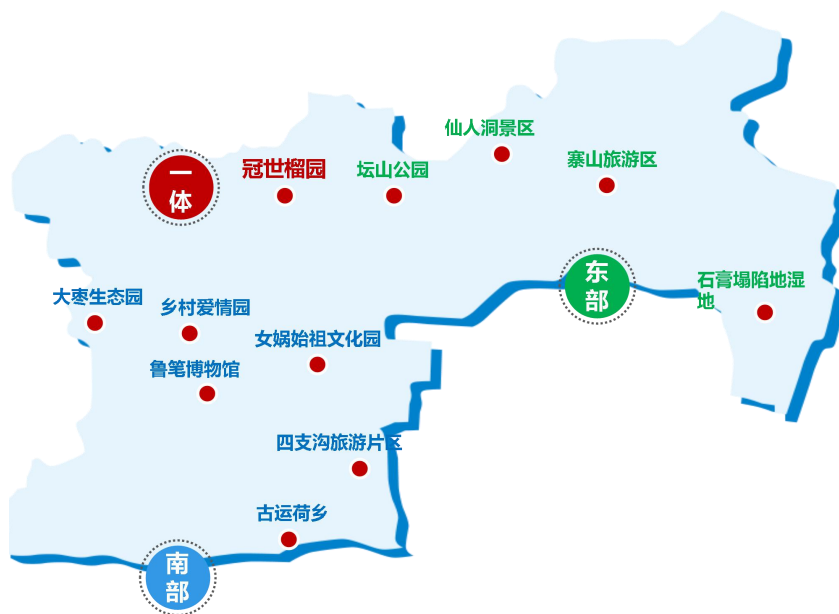 仙人洞景区
寨山旅游区
冠世榴园
坛山公园
一
体
东
部
石膏塌陷地湿
地
大枣生态园
乡村爱情园
女娲始祖文化园
鲁笔博物馆
四支沟旅游片区
古运荷乡
南
部